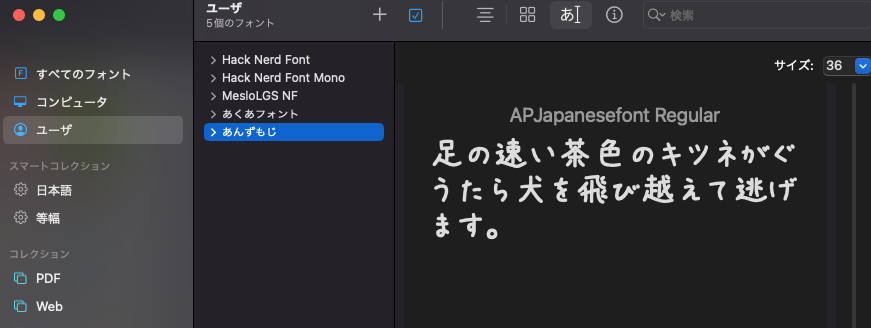 ユーザ
5個のフォント
あ
検索
すべてのフォント
コンピュータ
ユーザ
スマートコレクション
日本語
等幅
コレクション
PDF
Web
Hack Nerd Font
Hack Nerd Font Mono
MesloLGS NF
あくあフォント
あんずもじ
サイズ: 36
APJapanesefont Regular
足の速い茶色のキツネがぐ
うたら犬を飛び越えて逃げ
ます。